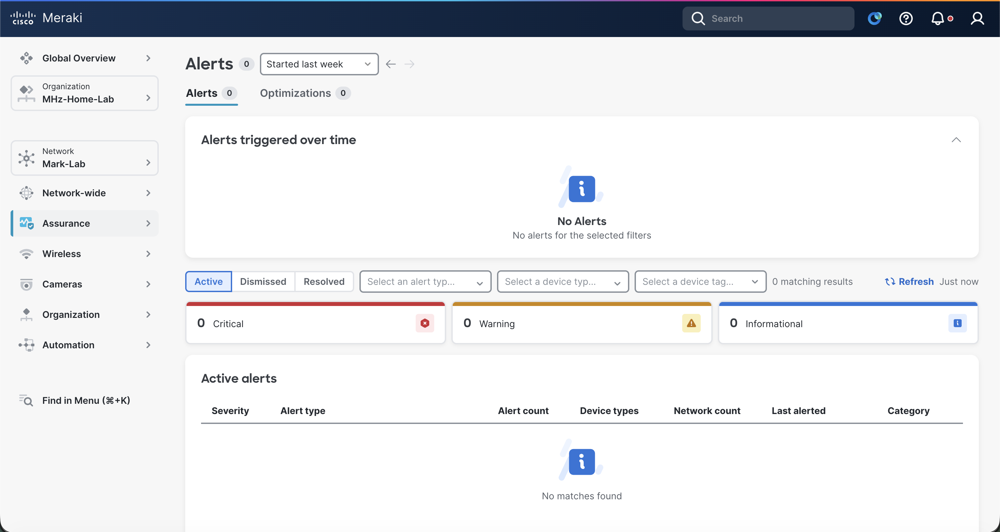 CISCO Meraki
Search
Global Overview
Organization
MHz-Home-Lab
Network
Mark-Lab
Network-wide
Assurance
Wireless
Cameras
Organization
Automation
Find in Menu (⌘+K)
Alerts 0 Started last week
Alerts 0 Optimizations 0
Alerts triggered over time
No Alerts
No alerts for the selected filters
Active Dismissed Resolved Select an alert typ... Select a device typ... Select a device tag... 0 matching results Refresh Just now
0 Critical 0 Warning 0 Informational
Active alerts
Severity Alert type Alert count Device types Network count Last alerted Category
No matches found